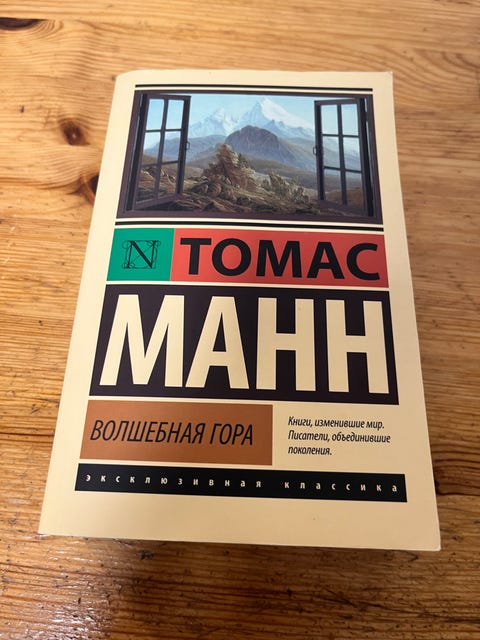 N
ТОМАС
МАНН
ВОЛШЕБНАЯ ГОРА
Книги, изменившие мир.
Писатели, объединившие
поколения.
эксклюзивная классика